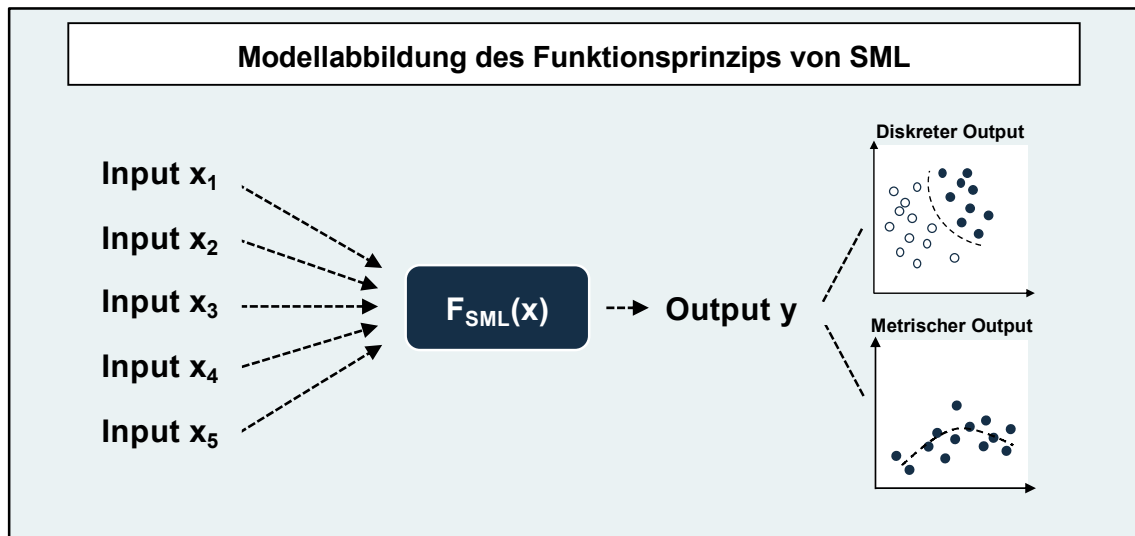 Modellabbildung des Funktionsprinzips von SML
Input x₁
Input x₂
Input x₃
Input x₄
Input x₅
F_SML(x)
Output y
Diskreter Output
Metrischer Output